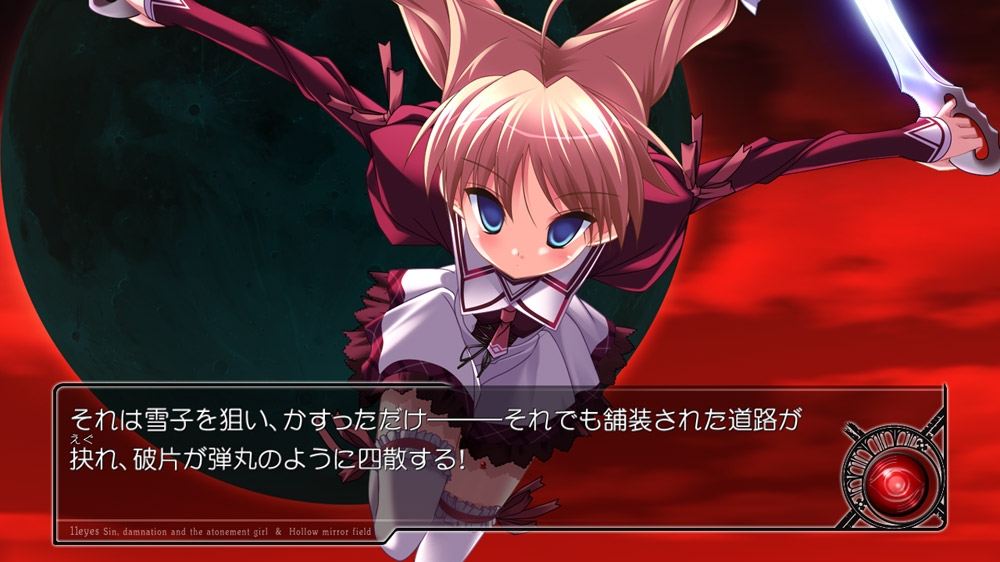 それは雪子を狙い、かすっただけ―――それでも舗装された道路が
えぐ
抉れ、破片が弾丸のように四散する！
11eyes Sin, damnation and the atonement girl & Hollow mirror field